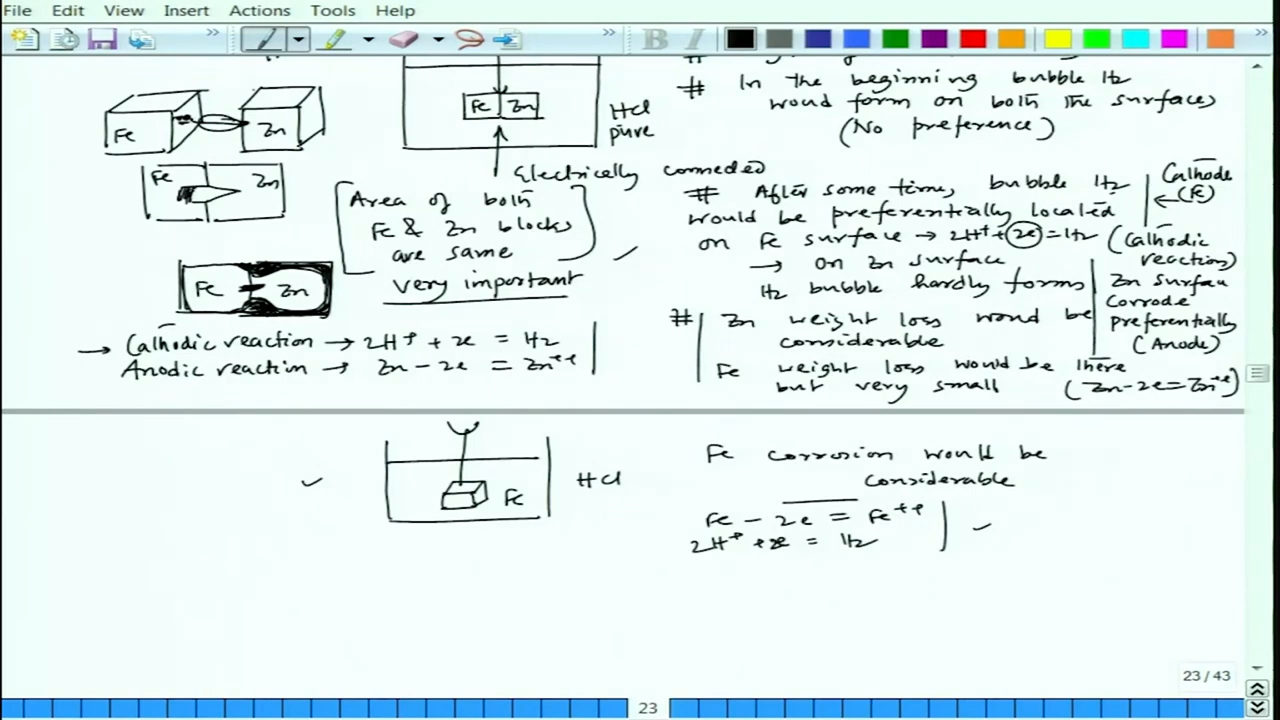 File Edit View Insert Actions Tools Help
B I
Fe Zn
Fe Zn
Fe Zn
Fe Zn
HCl
pure
Electrically connected
Area of both
Fe & Zn blocks
are same
very important
→ Cathodic reaction → 2H⁺ + 2e = H2
Anodic reaction → Zn - 2e = Zn⁺⁺
# In the beginning bubble H2
woud form on both the surfaces
(No preference)
# After some time, bubble H2
would be preferentially located
on Fe surface → 2H⁺ + 2e = H2 (Cathodic
reaction)
Cathode
← (Fe)
→ on Zn surface
H2 bubble hardly forms
Zn surfau
Corrode
preferentially
(Anode)
# Zn weight loss woud be
considerable
Fe weight loss would be there
but very small (Zn-2e=Zn⁺⁺)
Fe
HCl
Fe corrosion would be
considerable
Fe - 2e = Fe⁺⁺
2H⁺ + 2e = H2
23 / 43
23